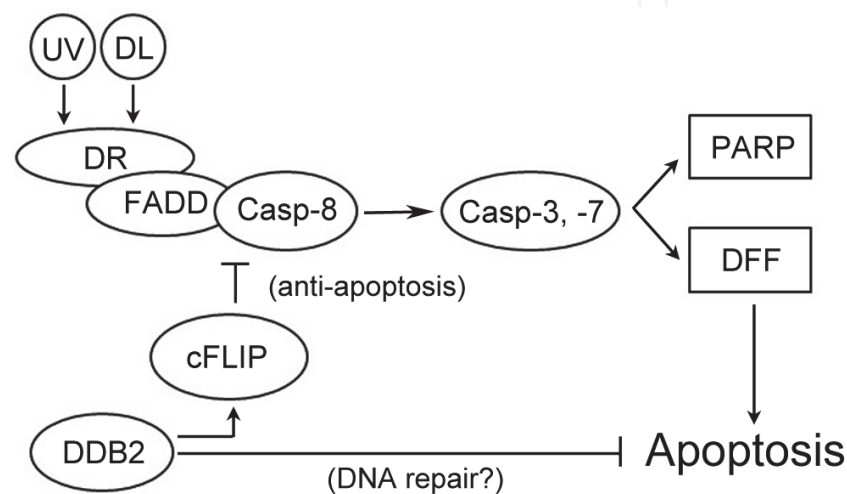 UV DL
DR
FADD
Casp-8
Casp-3, -7
PARP
DFF
(anti-apoptosis)
cFLIP
DDB2
(DNA repair?)
Apoptosis